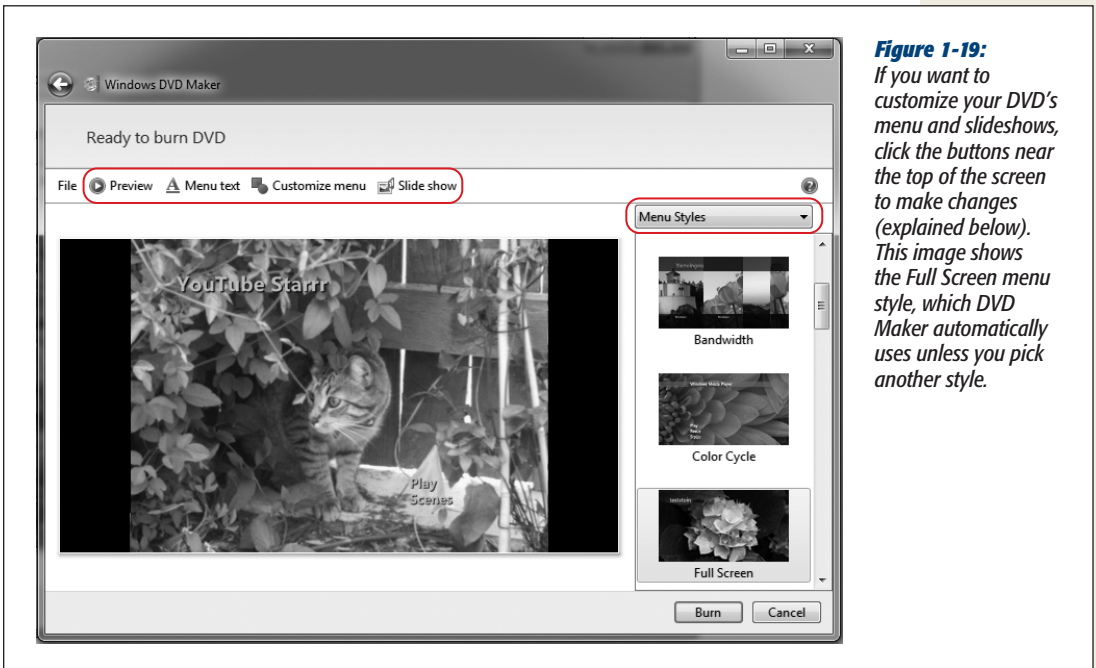 Windows DVD Maker
Ready to burn DVD
File Preview A Menu text Customize menu Slide show
Menu Styles
YouTube Starrr
Play
Scenes
Bandwidth
Color Cycle
Full Screen
Burn Cancel
Figure 1-19:
If you want to
customize your DVD's
menu and slideshows,
click the buttons near
the top of the screen
to make changes
(explained below).
This image shows
the Full Screen menu
style, which DVD
Maker automatically
uses unless you pick
another style.